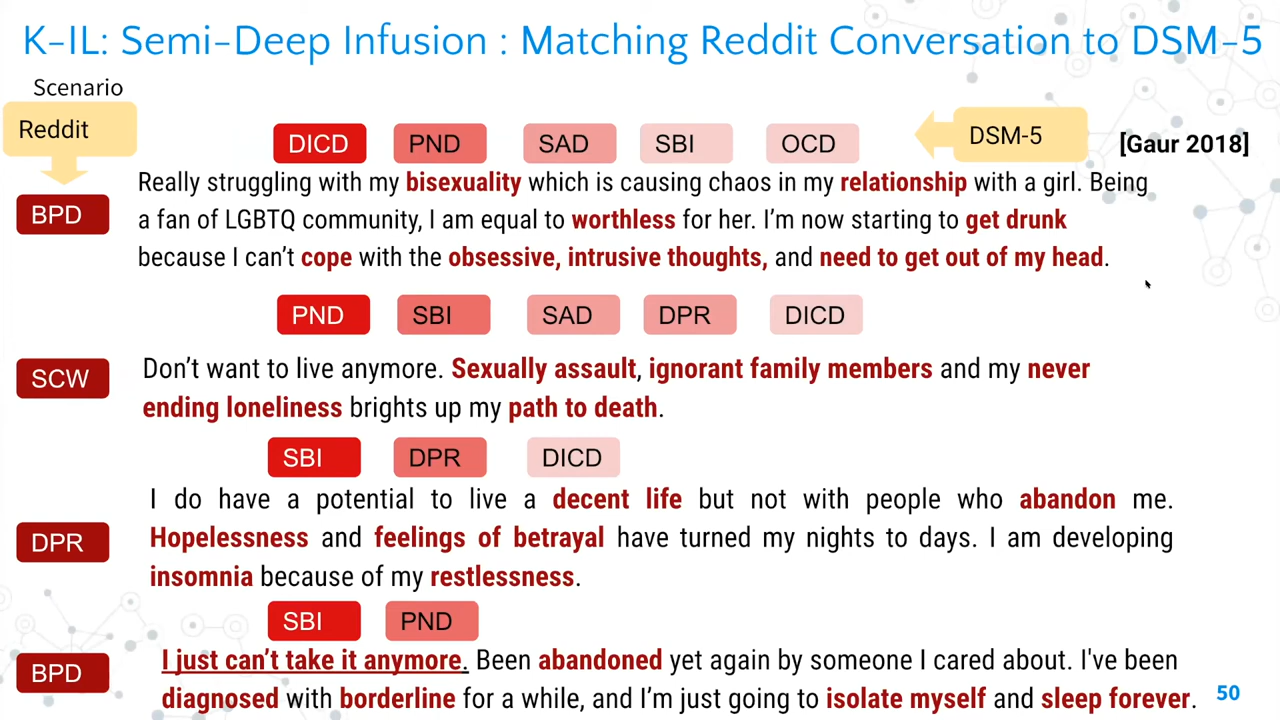 K-IL: Semi-Deep Infusion : Matching Reddit Conversation to DSM-5
Scenario
Reddit
DICD PND SAD SBI OCD
DSM-5
[Gaur 2018]
BPD
Really struggling with my bisexuality which is causing chaos in my relationship with a girl. Being
a fan of LGBTQ community, I am equal to worthless for her. I’m now starting to get drunk
because I can’t cope with the obsessive, intrusive thoughts, and need to get out of my head.
PND SBI SAD DPR DICD
SCW
Don’t want to live anymore. Sexually assault, ignorant family members and my never
ending loneliness brights up my path to death.
SBI DPR DICD
DPR
I do have a potential to live a decent life but not with people who abandon me.
Hopelessness and feelings of betrayal have turned my nights to days. I am developing
insomnia because of my restlessness.
SBI PND
BPD
I just can’t take it anymore. Been abandoned yet again by someone I cared about. I've been
diagnosed with borderline for a while, and I’m just going to isolate myself and sleep forever.
50